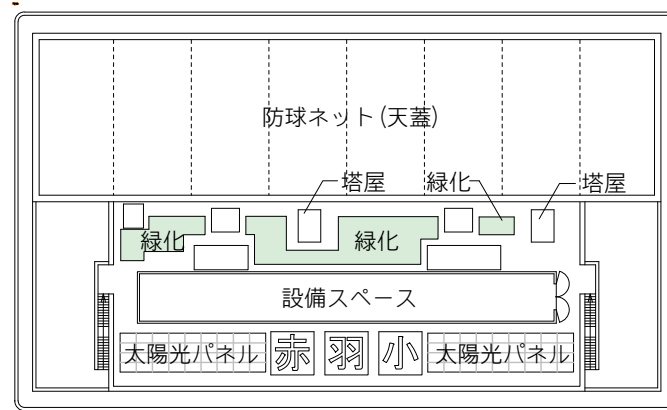 防球ネット(天蓋)
塔屋
緑化
塔屋
緑化
緑化
設備スペース
太陽光パネル
赤羽小
太陽光パネル